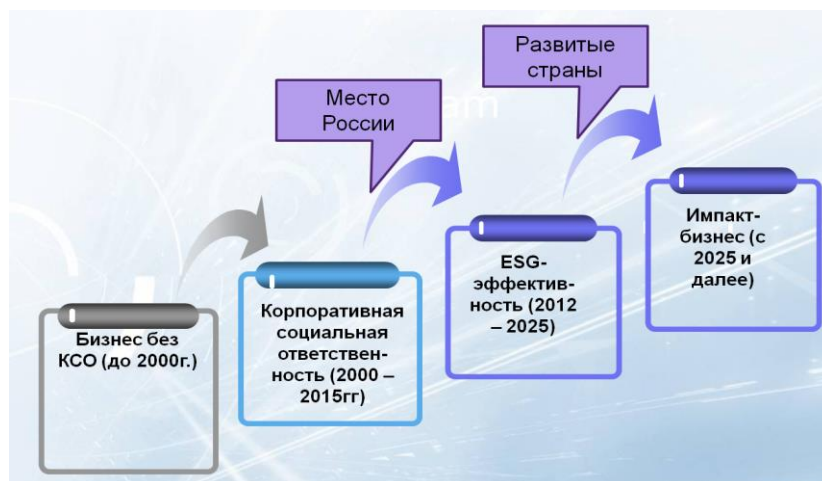 Развитые
страны
Место
России
am
Импакт-
бизнес (с
2025 и
далее)
ESG-
эффектив-
ность (2012
– 2025)
Корпоративная
социальная
ответствен-
ность (2000 –
2015гг)
Бизнес без
КСО (до 2000г.)